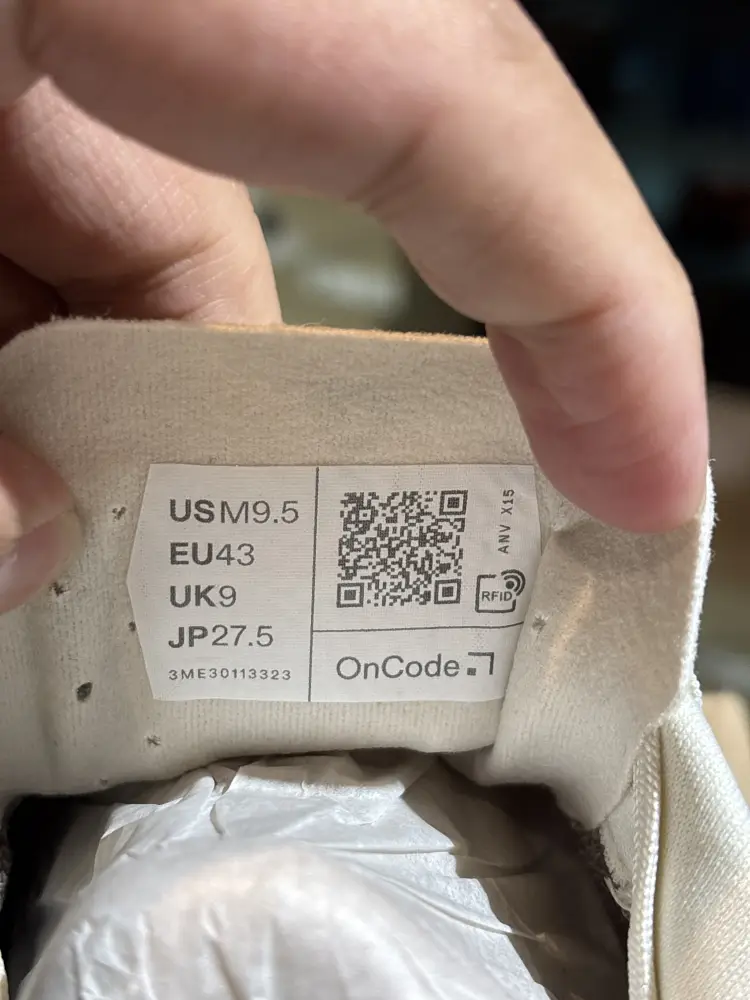 USM9.5
EU43
UK9
JP27.5
3ME30113323
ANV X15
RFID
OnCode